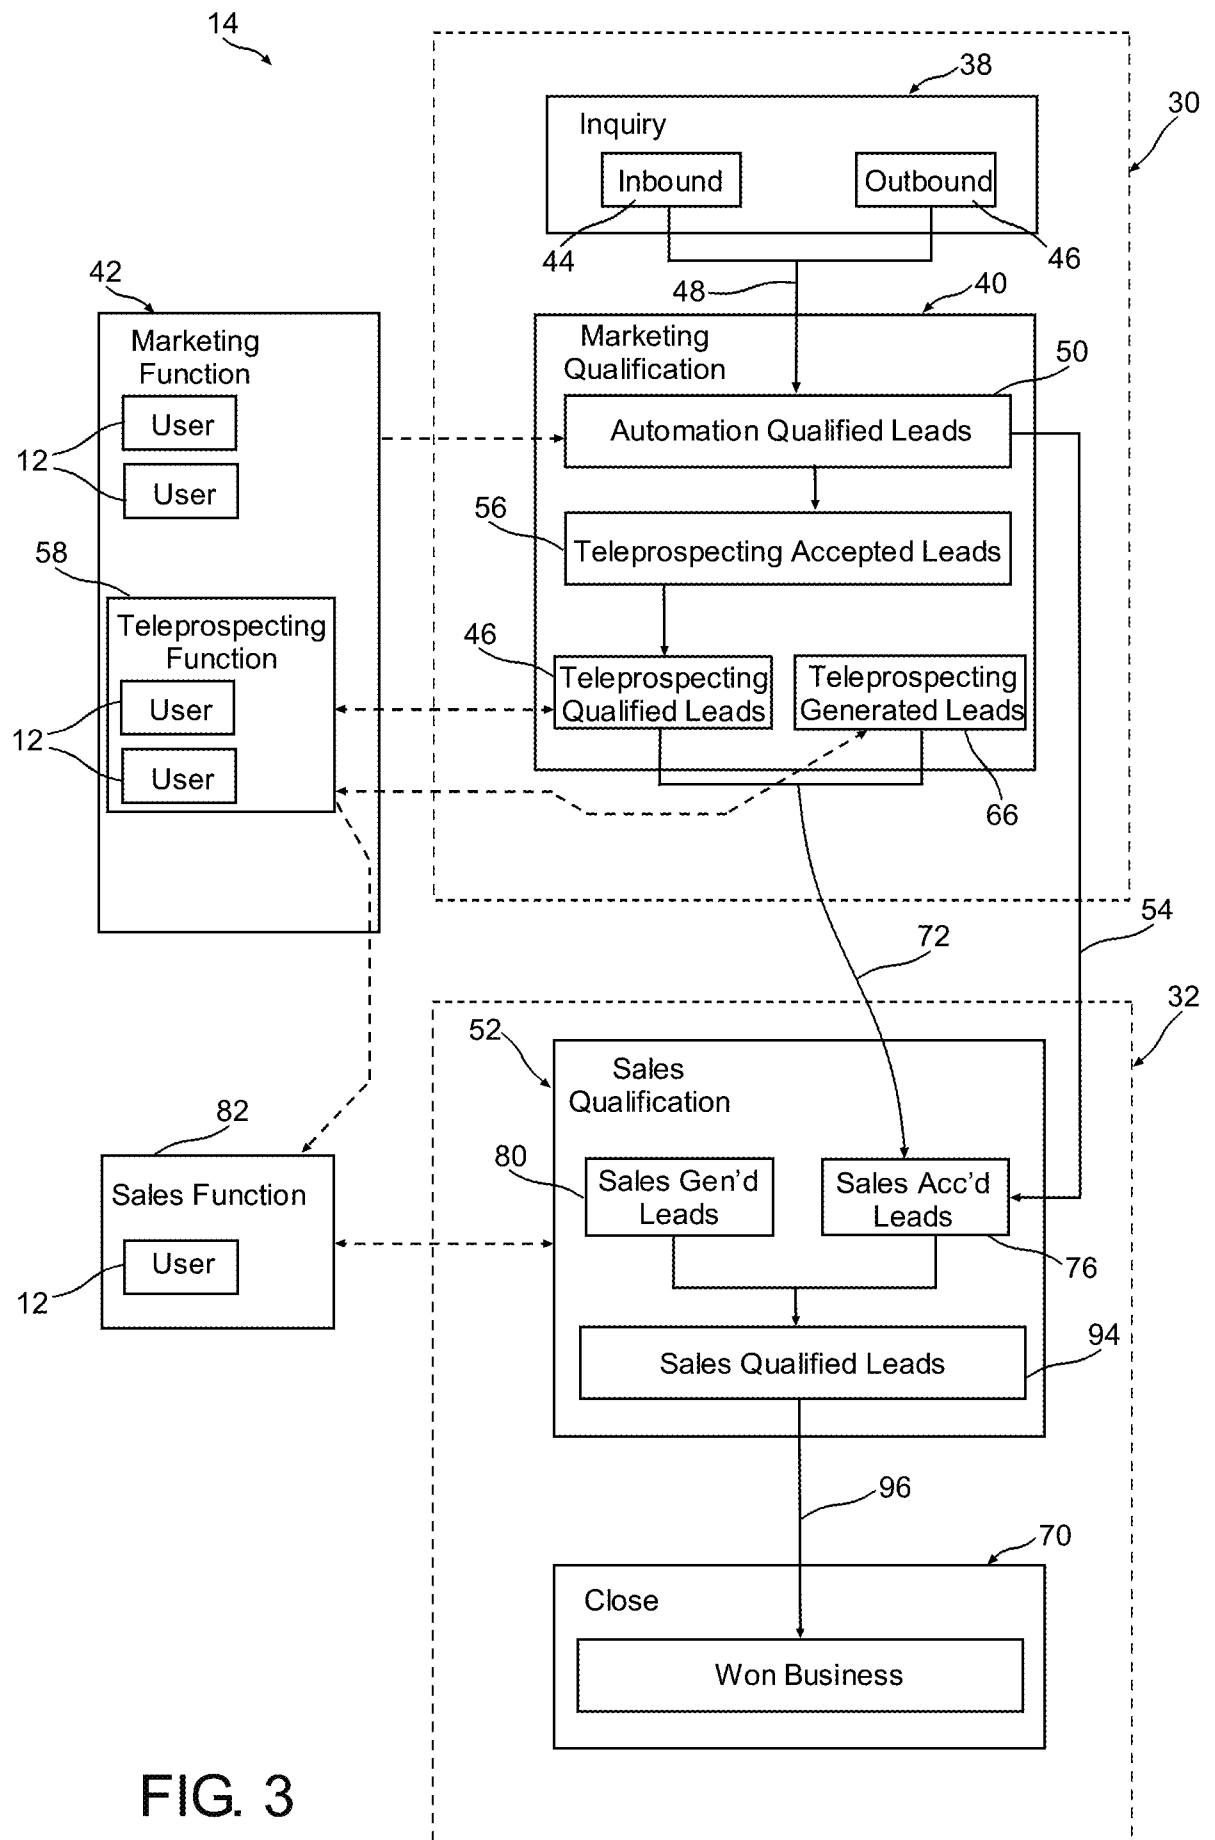 14
38
30
Inquiry
Inbound
Outbound
44
46
48
42
40
Marketing
Function
User
12
User
Marketing
Qualification
50
Automation Qualified Leads
56
Teleprospecting Accepted Leads
58
Teleprospecting
Function
User
12
User
46
Teleprospecting
Qualified Leads
Teleprospecting
Generated Leads
66
72
54
32
52
Sales
Qualification
82
Sales Function
User
12
80
Sales Gen'd
Leads
Sales Acc'd
Leads
76
Sales Qualified Leads
94
96
70
Close
Won Business
FIG. 3